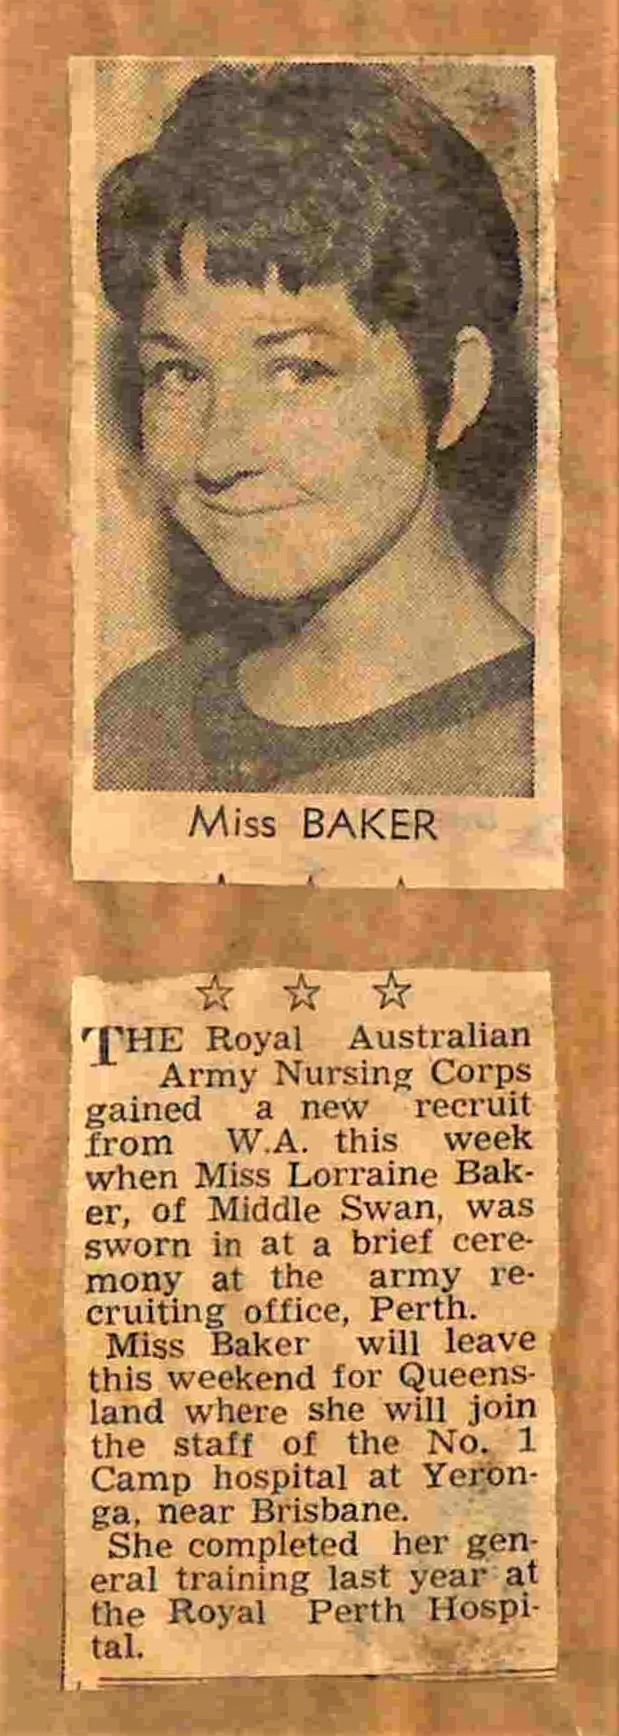 Miss BAKER
☆ ☆ ☆
THE Royal Australian
Army Nursing Corps
gained a new recruit
from W.A. this week
when Miss Lorraine Bak-
er, of Middle Swan, was
sworn in at a brief cere-
mony at the army re-
cruiting office, Perth.
Miss Baker will leave
this weekend for Queens-
land where she will join
the staff of the No. 1
Camp hospital at Yeron-
ga, near Brisbane.
She completed her gen-
eral training last year at
the Royal Perth Hospi-
tal.